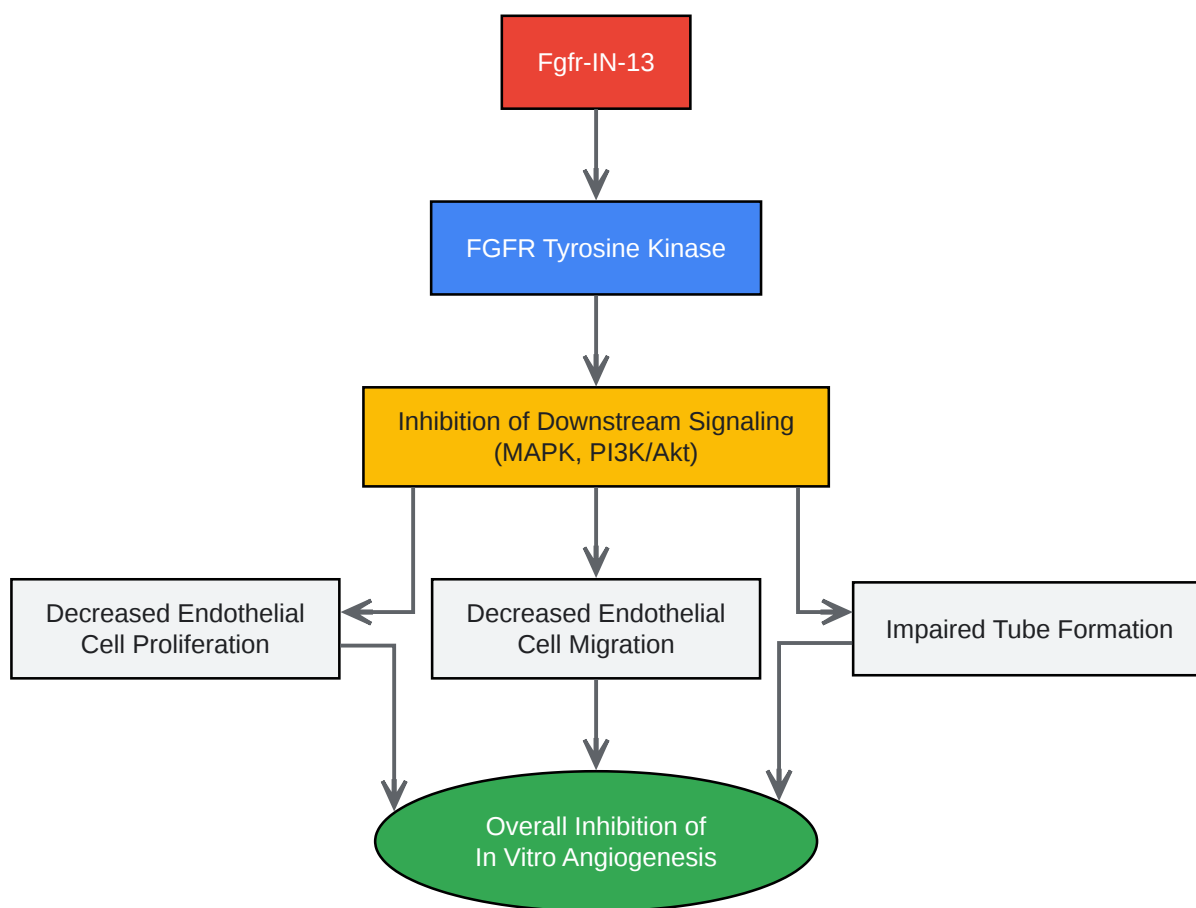 Fgfr-IN-13
FGFR Tyrosine Kinase
Inhibition of Downstream Signaling
(MAPK, PI3K/Akt)
Decreased Endothelial
Cell Proliferation
Decreased Endothelial
Cell Migration
Impaired Tube Formation
Overall Inhibition of
In Vitro Angiogenesis